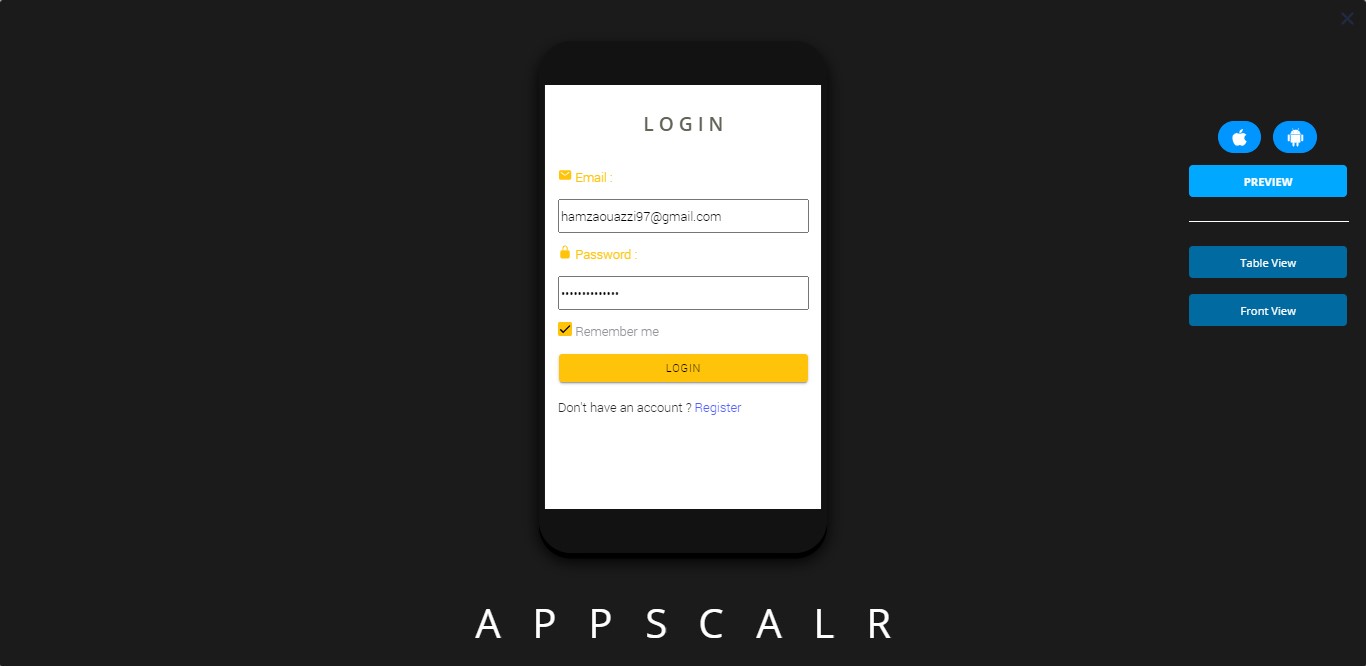 LOGIN
Email :
hamzaouazzi97@gmail.com
Password :
••••••••••••••
Remember me
LOGIN
Don't have an account ? Register
PREVIEW
Table View
Front View
APPSCALR